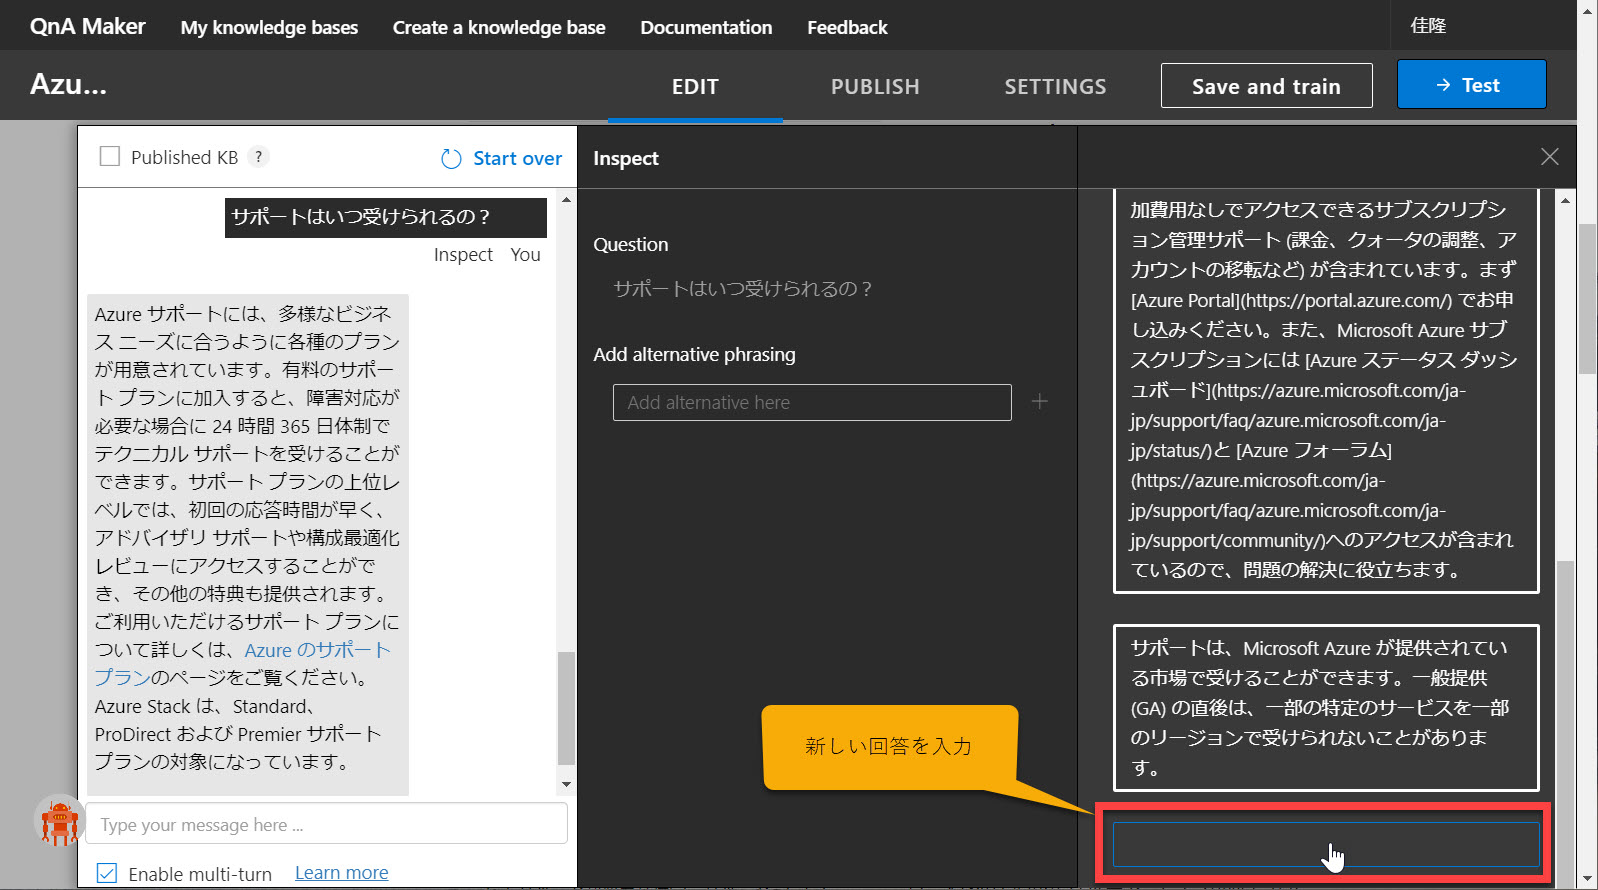 QnA Maker My knowledge bases Create a knowledge base Documentation Feedback 佳隆
Azu... EDIT PUBLISH SETTINGS Save and train → Test
Published KB ? Start over
サポートはいつ受けられるの？
Inspect You
Azure サポートには、多様なビジネ
ス ニーズに合うように各種のプラン
が用意されています。有料のサポー
ト プランに加入すると、障害対応が
必要な場合に 24 時間 365 日体制で
テクニカル サポートを受けることが
できます。サポート プランの上位レ
ベルでは、初回の応答時間が早く、
アドバイザリ サポートや構成最適化
レビューにアクセスすることがで
き、その他の特典も提供されます。
ご利用いただけるサポート プランに
ついて詳しくは、Azure のサポート
プランのページをご覧ください。
Azure Stack は、Standard、
ProDirect および Premier サポート
プランの対象になっています。
Type your message here ...
Enable multi-turn Learn more
Inspect
Question
サポートはいつ受けられるの？
Add alternative phrasing
Add alternative here +
加費用なしでアクセスできるサブスクリプシ
ョン管理サポート (課金、クォータの調整、ア
カウントの移転など) が含まれています。まず
[Azure Portal](https://portal.azure.com/) でお申
し込みください。また、Microsoft Azure サブ
スクリプションには [Azure ステータス ダッシ
ュボード](https://azure.microsoft.com/ja-
jp/support/faq/azure.microsoft.com/ja-
jp/status/)と [Azure フォーラム]
(https://azure.microsoft.com/ja-
jp/support/faq/azure.microsoft.com/ja-
jp/support/community/)へのアクセスが含まれ
ているので、問題の解決に役立ちます。
サポートは、Microsoft Azure が提供されてい
る市場で受けることができます。一般提供
(GA) の直後は、一部の特定のサービスを一部
のリージョンで受けられないことがありま
す。
新しい回答を入力